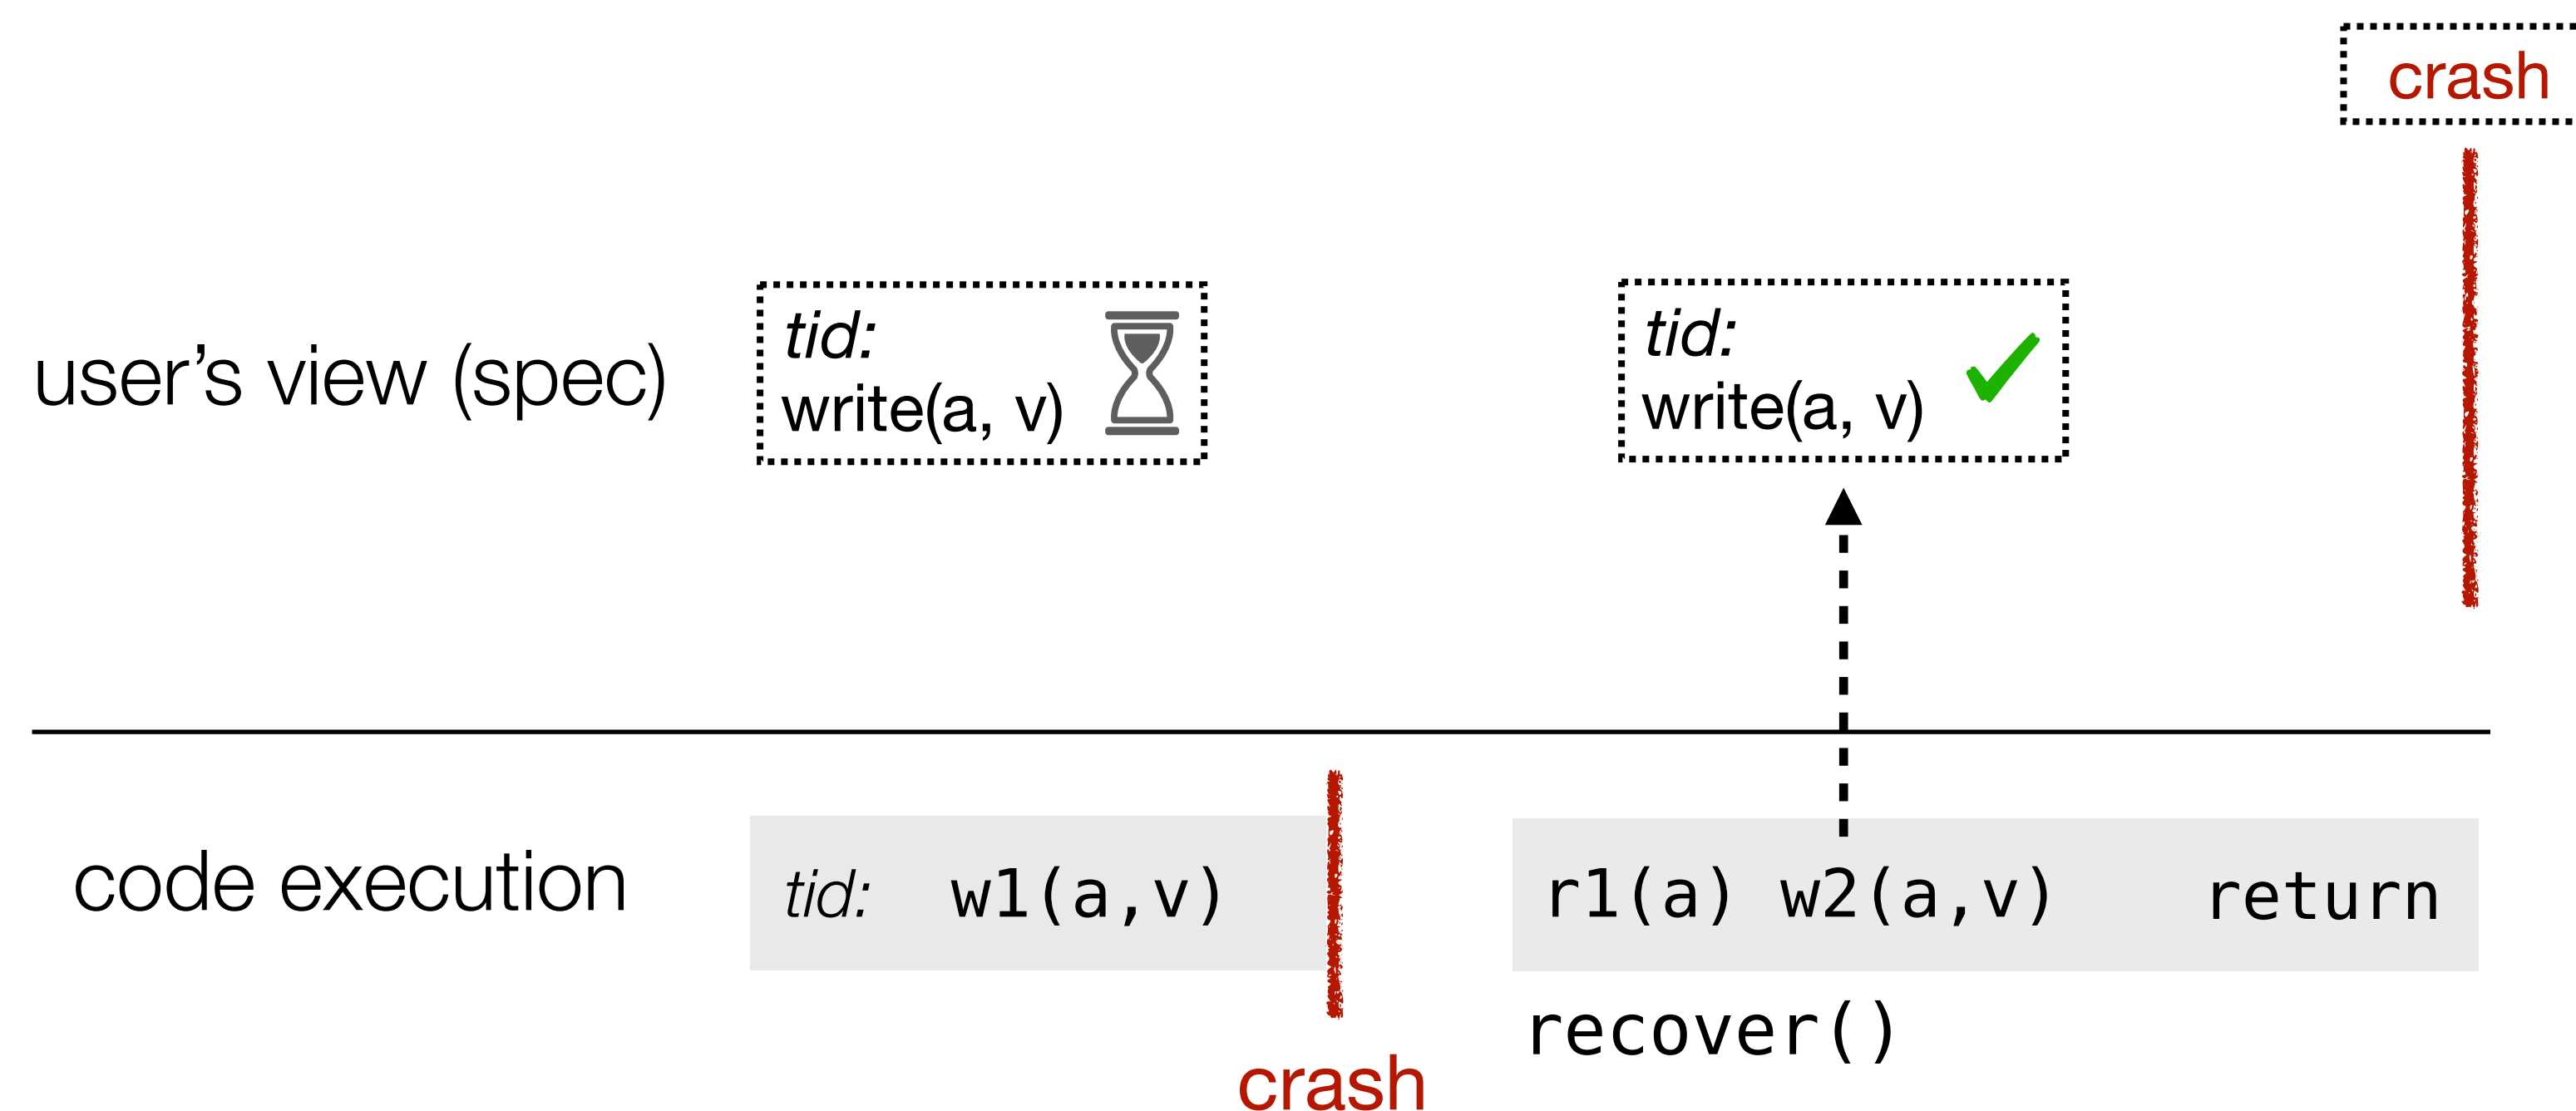 crash
user’s view (spec)
tid:
write(a, v)
tid:
write(a, v)
code execution
tid: w1(a,v)
r1(a) w2(a,v) return
recover()
crash